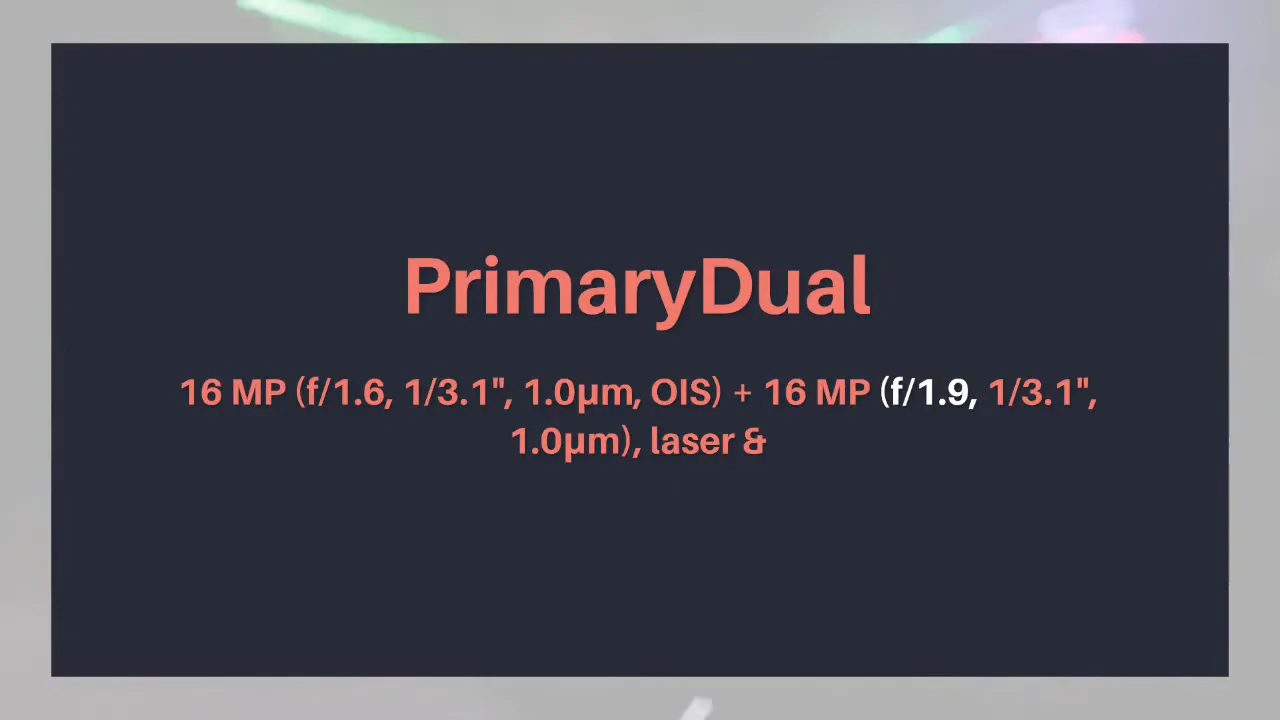 PrimaryDual
16 MP (f/1.6, 1/3.1", 1.0µm, OIS) + 16 MP (f/1.9, 1/3.1",
1.0µm), laser &